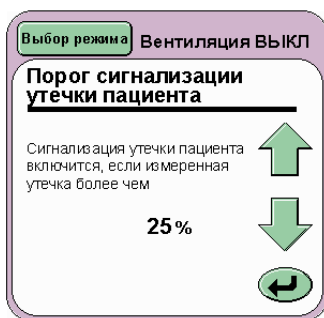 Выбор режима Вентиляция ВЫКЛ
Порог сигнализации
утечки пациента
Сигнализация утечки пациента
включится, если измеренная
утечка более чем
25 %